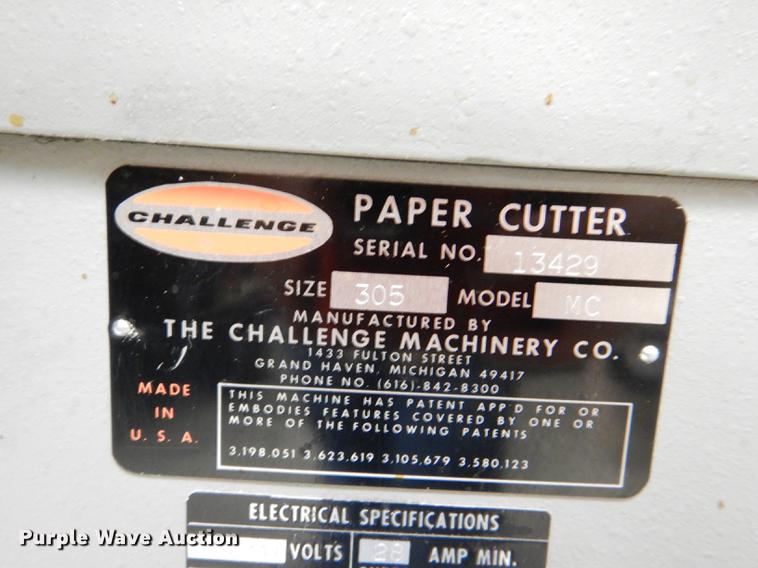 CHALLENGE
PAPER CUTTER
SERIAL NO. 13429
SIZE 305 MODEL MC
MANUFACTURED BY
THE CHALLENGE MACHINERY CO.
1433 FULTON STREET
GRAND HAVEN, MICHIGAN 49417
PHONE NO. (616)-842-8300
MADE
IN
U. S. A.
THIS MACHINE HAS PATENT APP'D FOR OR
EMBODIES FEATURES COVERED BY ONE OR
MORE OF THE FOLLOWING PATENTS
3,198,051 3,623,619 3,105,679 3,580,123
ELECTRICAL SPECIFICATIONS
VOLTS 28 AMP MIN.
Purple Wave Auction